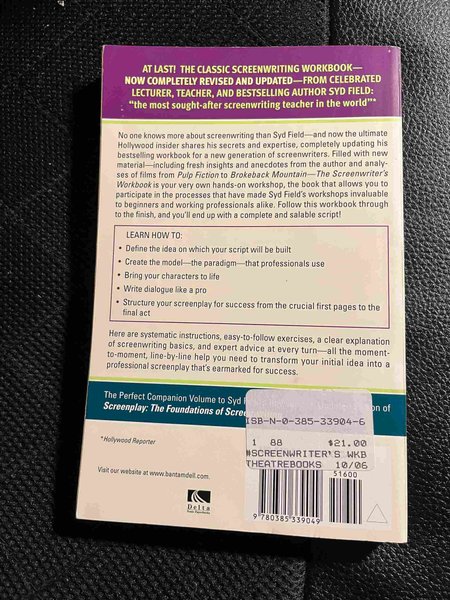 AT LAST! THE CLASSIC SCREENWRITING WORKBOOK—
NOW COMPLETELY REVISED AND UPDATED—FROM CELEBRATED
LECTURER, TEACHER, AND BESTSELLING AUTHOR SYD FIELD:
"the most sought-after screenwriting teacher in the world"*
No one knows more about screenwriting than Syd Field—and now the ultimate
Hollywood insider shares his secrets and expertise, completely updating his
bestselling workbook for a new generation of screenwriters. Filled with new
material—including fresh insights and anecdotes from the author and analy-
ses of films from Pulp Fiction to Brokeback Mountain—The Screenwriter's
Workbook is your very own hands-on workshop, the book that allows you to
participate in the processes that have made Syd Field's workshops invaluable
to beginners and working professionals alike. Follow this workbook through
to the finish, and you'll end up with a complete and salable script!
LEARN HOW TO:
• Define the idea on which your script will be built
• Create the model—the paradigm—that professionals use
• Bring your characters to life
• Write dialogue like a pro
• Structure your screenplay for success from the crucial first pages to the
final act
Here are systematic instructions, easy-to-follow exercises, a clear explanation
of screenwriting basics, and expert advice at every turn—all the moment-
to-moment, line-by-line help you need to transform your initial idea into a
professional screenplay that's earmarked for success.
The Perfect Companion Volume to Syd of
Screenplay: The Foundations of
ISB-N-0-385-33904-6
1 88 $21.00
#SCREENWRITER'S WKB
THEATREBOOKS 10/06
*Hollywood Reporter
Visit our website at www.bantamdell.com
Delta
51600
9 780385 339049